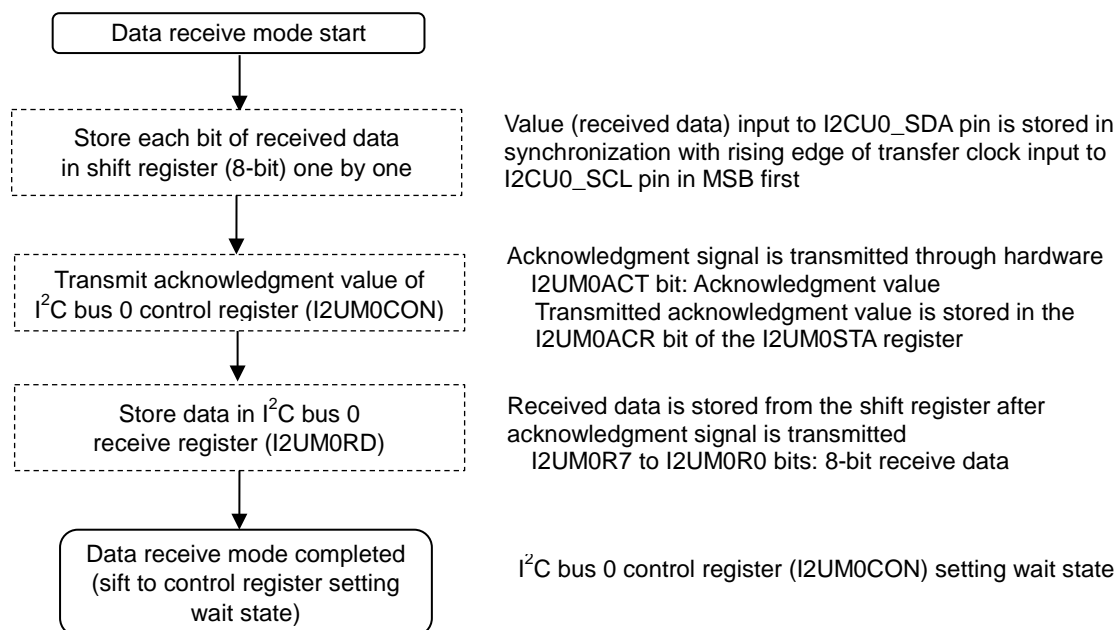 Data receive mode start
Store each bit of received data
in shift register (8-bit) one by one
Value (received data) input to I2CU0_SDA pin is stored in
synchronization with rising edge of transfer clock input to
I2CU0_SCL pin in MSB first
Transmit acknowledgment value of
I²C bus 0 control register (I2UM0CON)
Acknowledgment signal is transmitted through hardware
I2UM0ACT bit: Acknowledgment value
Transmitted acknowledgment value is stored in the
I2UM0ACR bit of the I2UM0STA register
Store data in I²C bus 0
receive register (I2UM0RD)
Received data is stored from the shift register after
acknowledgment signal is transmitted
I2UM0R7 to I2UM0R0 bits: 8-bit receive data
Data receive mode completed
(sift to control register setting
wait state)
I²C bus 0 control register (I2UM0CON) setting wait state